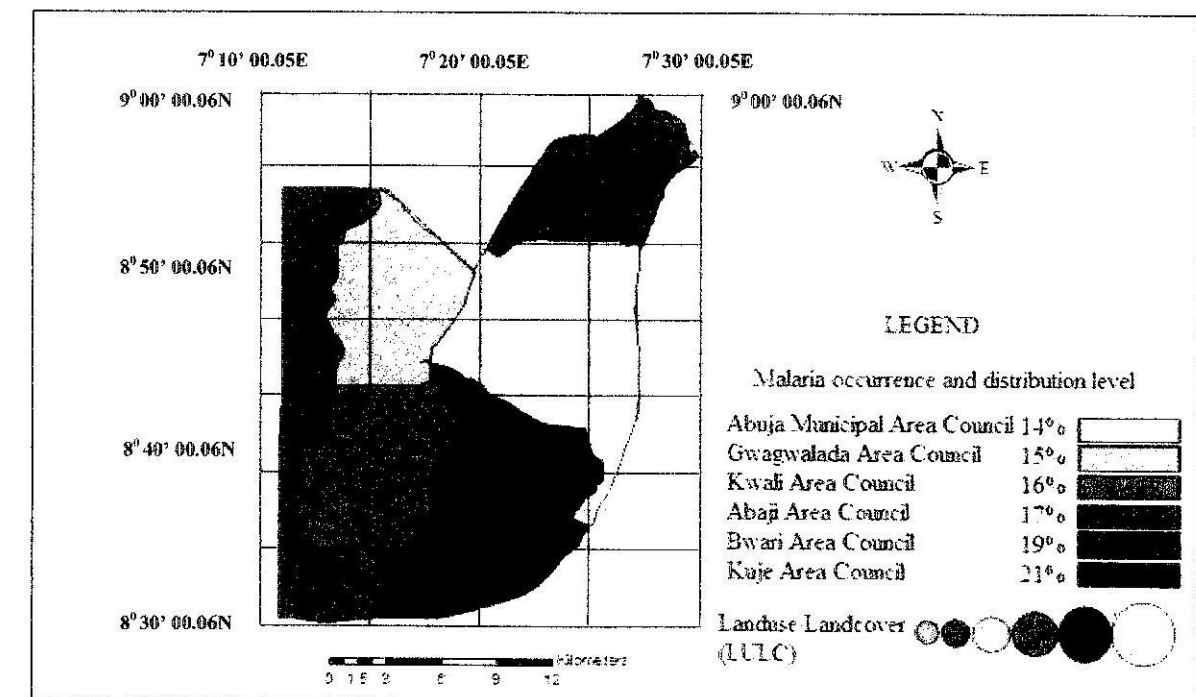 7⁰ 10' 00.05E 7⁰ 20' 00.05E 7⁰ 30' 00.05E
9⁰ 00' 00.06N 9⁰ 00' 00.06N
W E
S
8⁰ 50' 00.06N
LEGEND
Malaria occurrence and distribution level
Abuja Municipal Area Council 14%
Gwagwalada Area Council 15%
8⁰ 40' 00.06N
Kwali Area Council 16%
Abaji Area Council 17%
Bwari Area Council 19%
Kuje Area Council 21%
8⁰ 30' 00.06N
Landuse Landcover
(LULC)
Kilometers
0 1.5 3 6 9 12